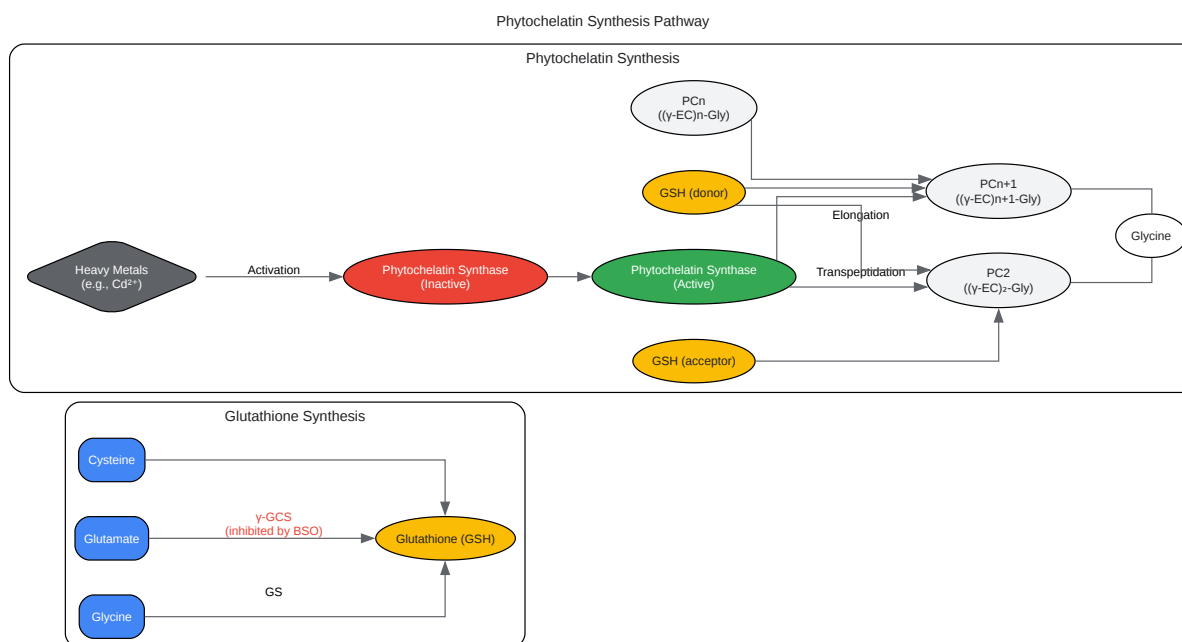 Phytochelatin Synthesis Pathway
Phytochelatin Synthesis
PCn
((γ-EC)n-Gly)
GSH (donor)
PCn+1
((γ-EC)n+1-Gly)
Elongation
Glycine
Heavy Metals
(e.g., Cd²⁺)
Activation
Phytochelatin Synthase
(Inactive)
Phytochelatin Synthase
(Active)
Transpeptidation
PC2
((γ-EC)₂-Gly)
GSH (acceptor)
Glutathione Synthesis
Cysteine
γ-GCS
(inhibited by BSO)
Glutamate
Glutathione (GSH)
GS
Glycine